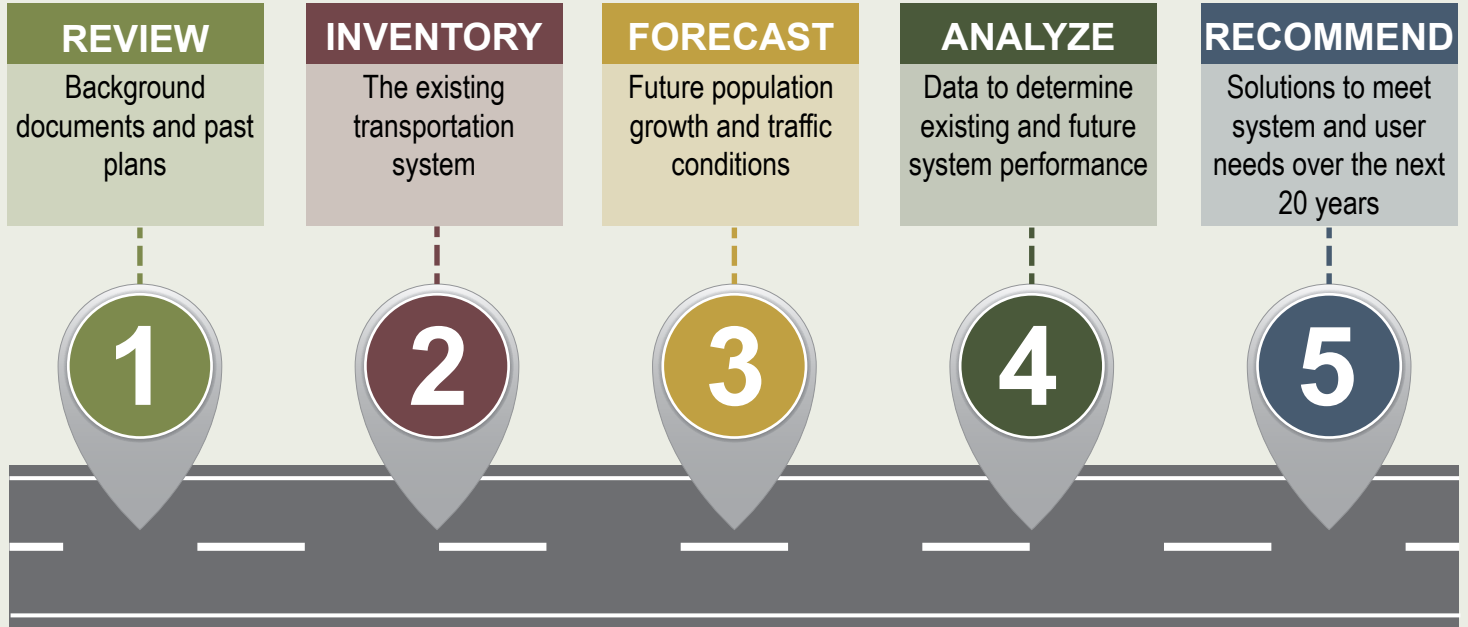 REVIEW
Background
documents and past
plans
INVENTORY
The existing
transportation
system
FORECAST
Future population
growth and traffic
conditions
ANALYZE
Data to determine
existing and future
system performance
RECOMMEND
Solutions to meet
system and user
needs over the next
20 years
1
2
3
4
5